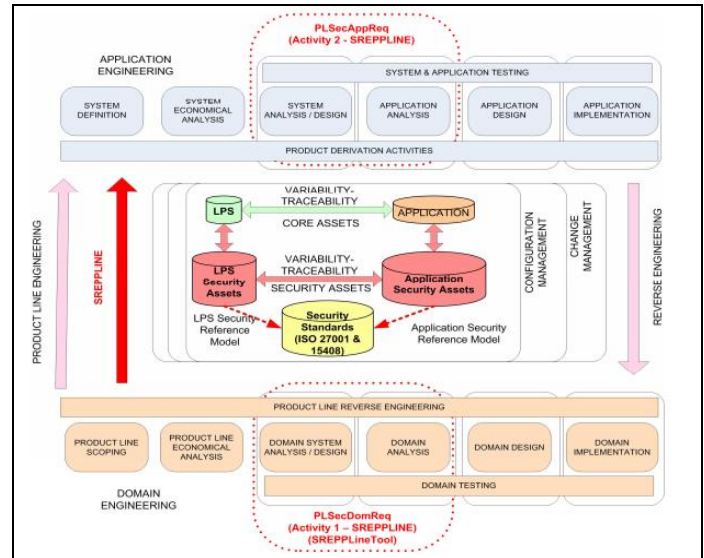 PLSecAppReq
(Activity 2 - SREPPLINE)
APPLICATION
ENGINEERING
SYSTEM & APPLICATION TESTING
SYSTEM
DEFINITION
SYSTEM
ECONOMICAL
ANALYSIS
SYSTEM
ANALYSIS / DESIGN
APPLICATION
ANALYSIS
APPLICATION
DESIGN
APPLICATION
IMPLEMENTATION
PRODUCT DERIVATION ACTIVITIES
PRODUCT LINE ENGINEERING
SREPPLINE
LPS
VARIABILITY-
TRACEABILITY
CORE ASSETS
APPLICATION
LPS
Security
Assets
VARIABILITY-
TRACEABILITY
SECURITY ASSETS
Application
Security Assets
LPS Security
Reference
Model
Security
Standards
(ISO 27001 &
15408)
Application Security
Reference Model
CONFIGURATION
MANAGEMENT
CHANGE
MANAGEMENT
REVERSE ENGINEERING
PRODUCT LINE REVERSE ENGINEERING
PRODUCT LINE
SCOPING
PRODUCT LINE
ECONOMICAL
ANALYSIS
DOMAIN SYSTEM
ANALYSIS / DESIGN
DOMAIN
ANALYSIS
DOMAIN DESIGN
DOMAIN
IMPLEMENTATION
DOMAIN TESTING
DOMAIN
ENGINEERING
PLSecDomReq
(Activity 1 – SREPPLINE)
(SREPPLineTool)